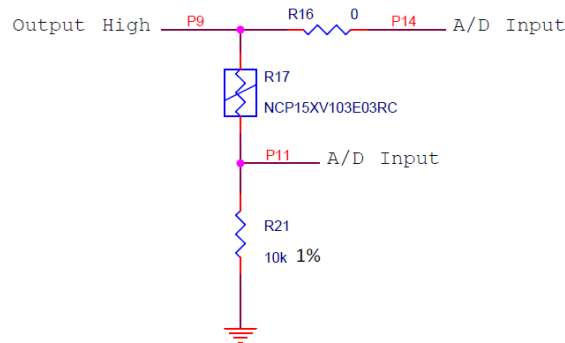 Output High P9 R16 0 P14 A/D Input
R17
NCP15XV103E03RC
P11 A/D Input
R21
10k 1%